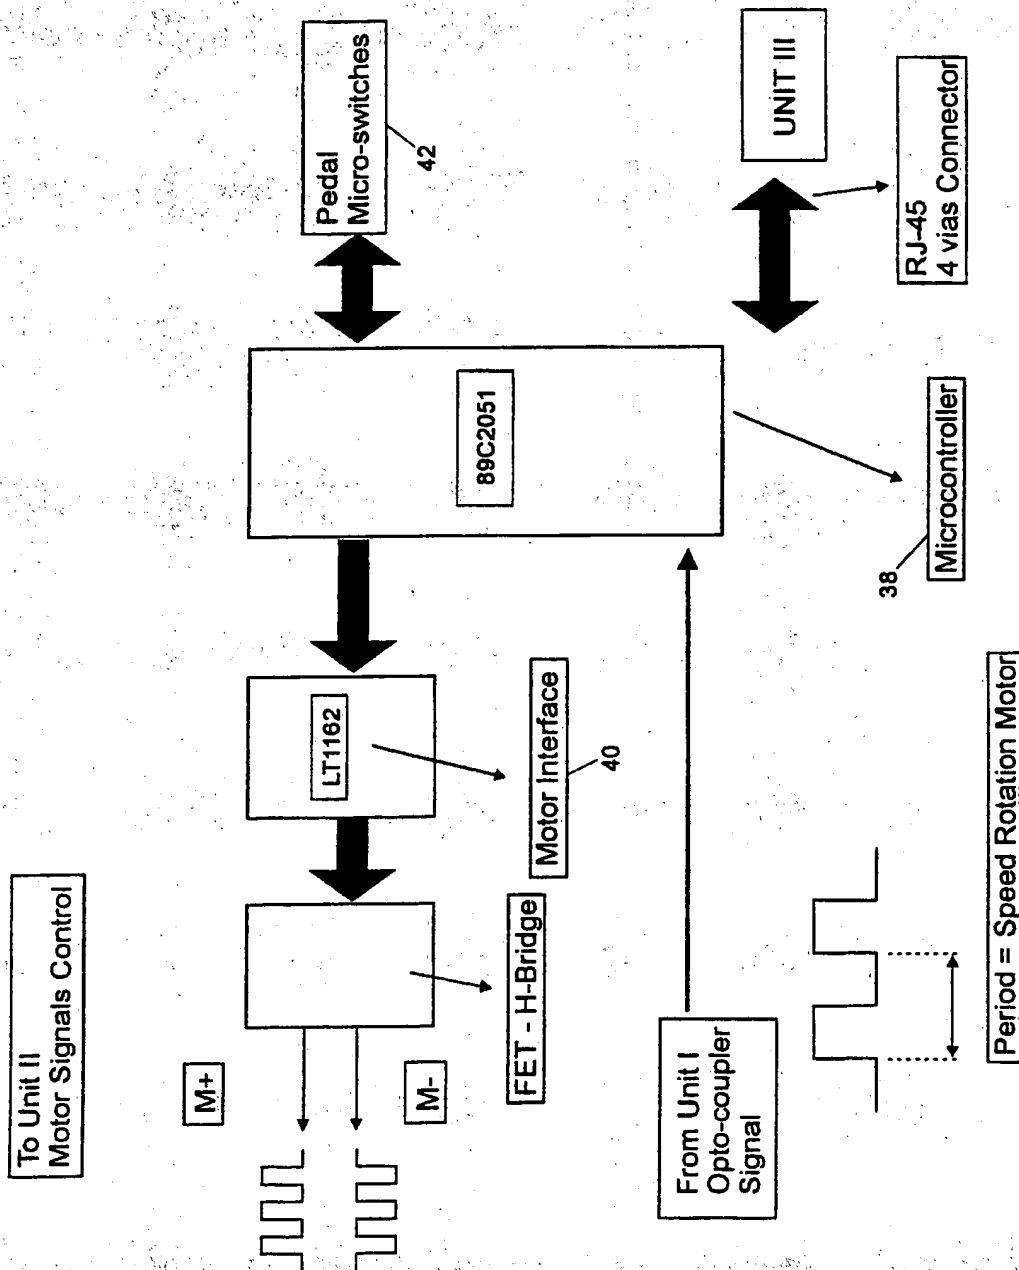 To Unit II
Motor Signals Control
M+
M-
FET - H-Bridge
LT1162
Motor Interface
40
89C2051
38
Microcontroller
Pedal
Micro-switches
42
UNIT III
RJ-45
4 vias Connector
From Unit I
Opto-coupler
Signal
Period = Speed Rotation Motor